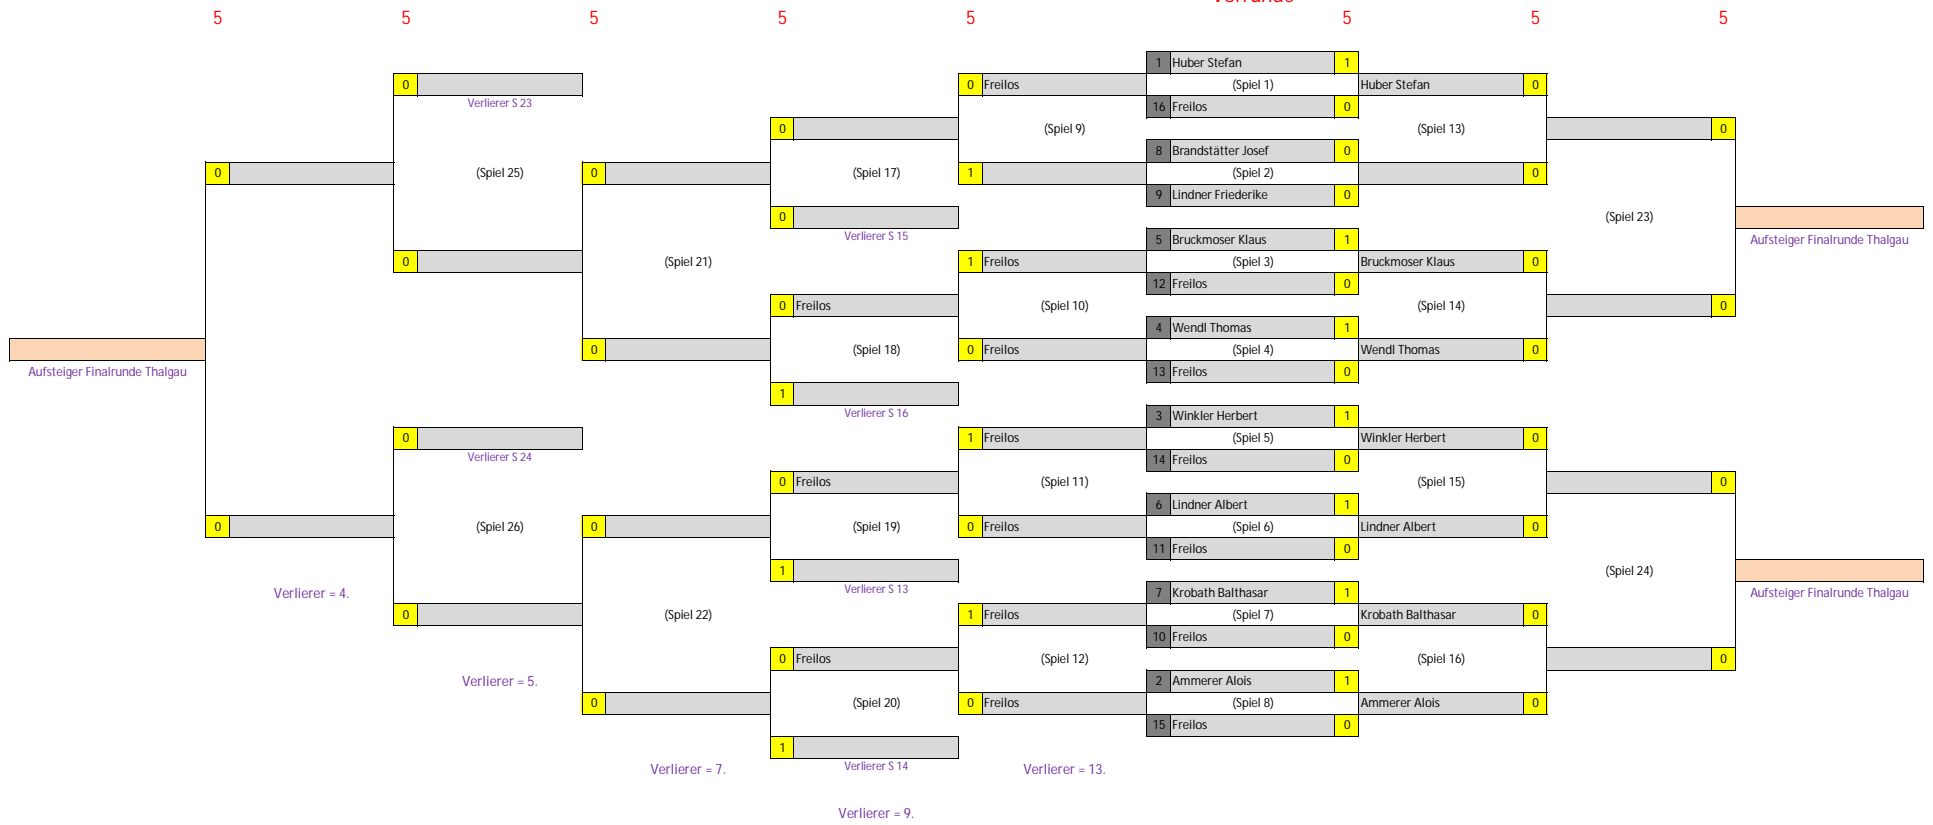 5 5 5 5 5 5 5 5
1 Huber Stefan 1
0 0 Freilos (Spiel 1) Huber Stefan 0
Verlierer S 23 16 Freilos 0
0 (Spiel 9) (Spiel 13) 0
8 Brandstätter Josef 0
0 (Spiel 25) 0 (Spiel 17) 1 (Spiel 2) 0
9 Lindner Friederike 0
0 (Spiel 23)
Verlierer S 15 5 Bruckmoser Klaus 1 Aufsteiger Finalrunde Thalgau
0 (Spiel 21) 1 Freilos (Spiel 3) Bruckmoser Klaus 0
12 Freilos 0
0 Freilos (Spiel 10) (Spiel 14) 0
4 Wendl Thomas 1
0 (Spiel 18) 0 Freilos (Spiel 4) Wendl Thomas 0
Aufsteiger Finalrunde Thalgau 13 Freilos 0
1
Verlierer S 16 3 Winkler Herbert 1
0 1 Freilos (Spiel 5) Winkler Herbert 0
Verlierer S 24 14 Freilos 0
0 Freilos (Spiel 11) (Spiel 15) 0
6 Lindner Albert 1
0 (Spiel 26) 0 (Spiel 19) 0 Freilos (Spiel 6) Lindner Albert 0
11 Freilos 0
1 (Spiel 24)
Verlierer = 4. Verlierer S 13 7 Krobath Balthasar 1 Aufsteiger Finalrunde Thalgau
0 (Spiel 22) 1 Freilos (Spiel 7) Krobath Balthasar 0
10 Freilos 0
0 Freilos (Spiel 12) (Spiel 16) 0
Verlierer = 5. 2 Ammerer Alois 1
0 (Spiel 20) 0 Freilos (Spiel 8) Ammerer Alois 0
15 Freilos 0
1
Verlierer = 7. Verlierer S 14 Verlierer = 13.
Verlierer = 9.